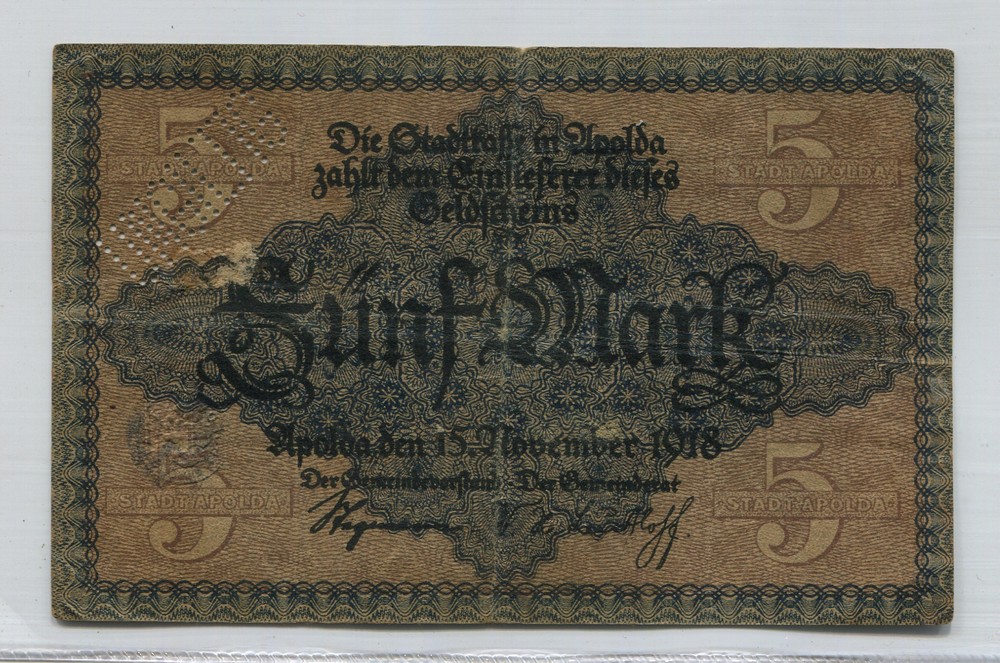 5
STADT·APOLDA
5
STADT·APOLDA
Die Stadtkasse in Apolda
zahlt dem Einlieferer dieses
Geldscheins
Fünf Mark
Apolda den 15. November 1918
Der Gemeindevorstand · Der Gemeinderat
5
STADT·APOLDA
5
STADT·APOLDA